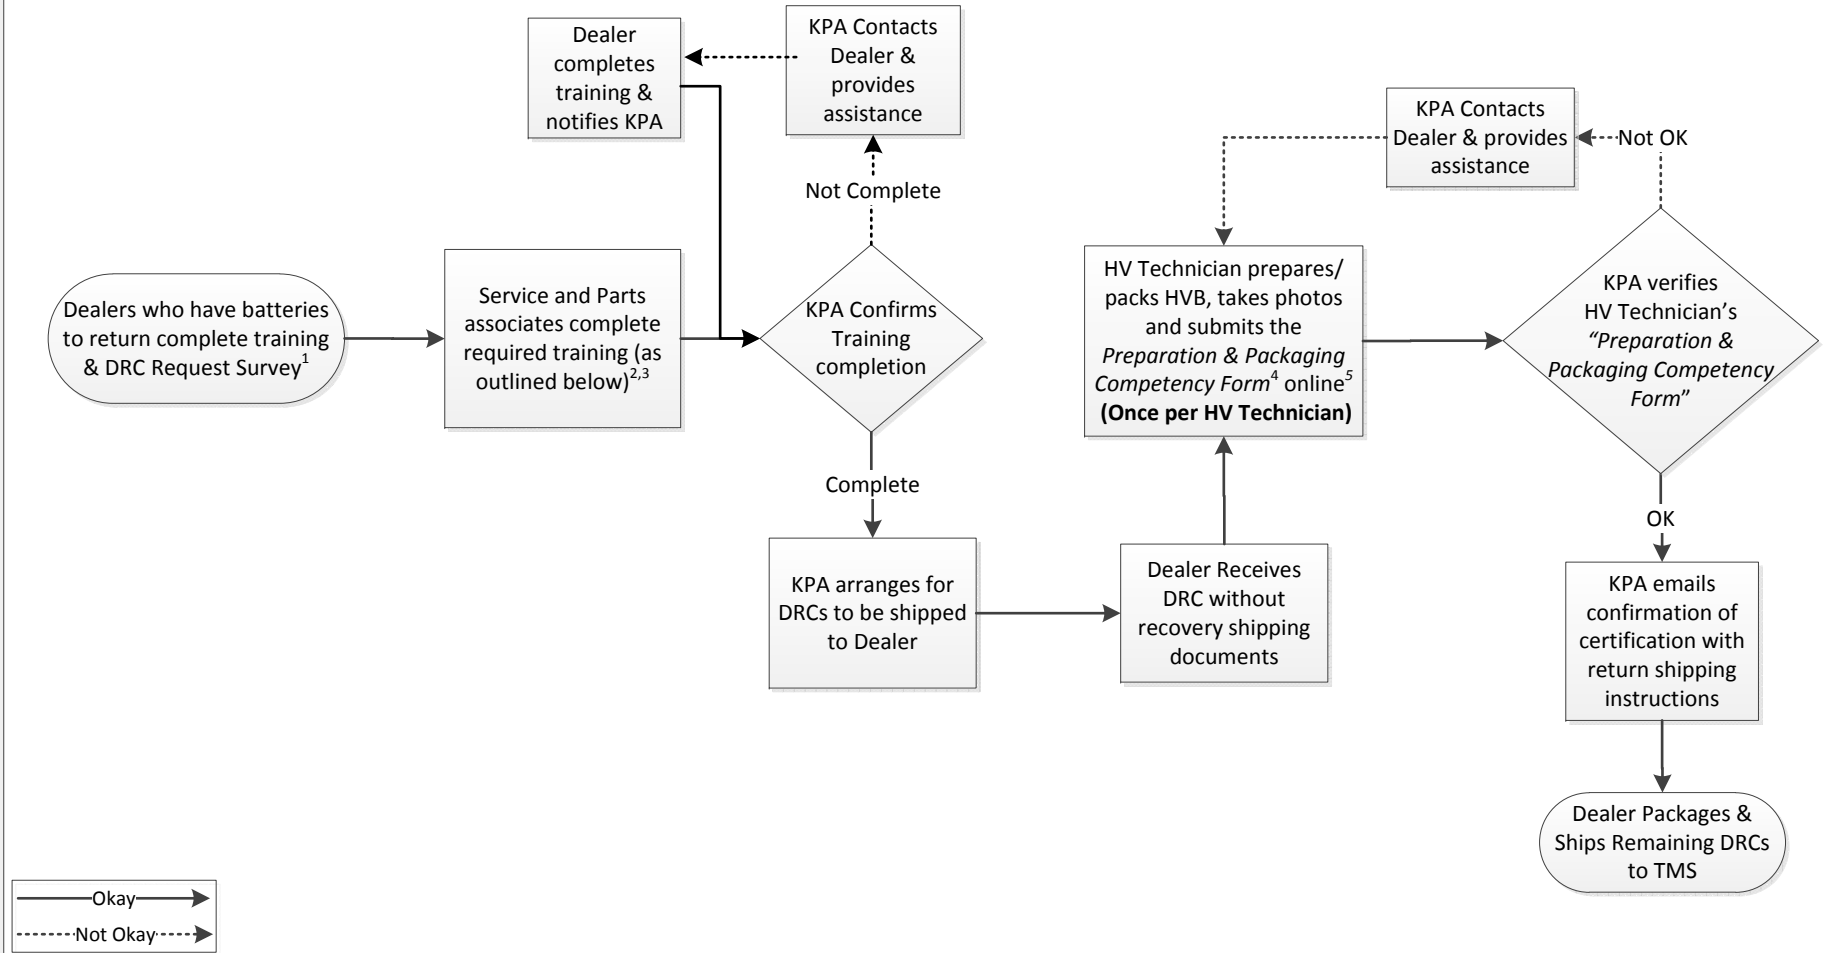 Dealer
completes
training &
notifies KPA
KPA Contacts
Dealer &
provides
assistance
Not Complete
Dealers who have batteries
to return complete training
& DRC Request Survey1
Service and Parts
associates complete
required training (as
outlined below)2,3
KPA Confirms
Training
completion
Complete
KPA arranges for
DRCs to be shipped
to Dealer
Dealer Receives
DRC without
recovery shipping
documents
HV Technician prepares/
packs HVB, takes photos
and submits the
Preparation & Packaging
Competency Form4 online5
(Once per HV Technician)
KPA Contacts
Dealer & provides
assistance
Not OK
KPA verifies
HV Technician’s
“Preparation &
Packaging Competency
Form”
OK
KPA emails
confirmation of
certification with
return shipping
instructions
Dealer Packages &
Ships Remaining DRCs
to TMS
Okay
Not Okay